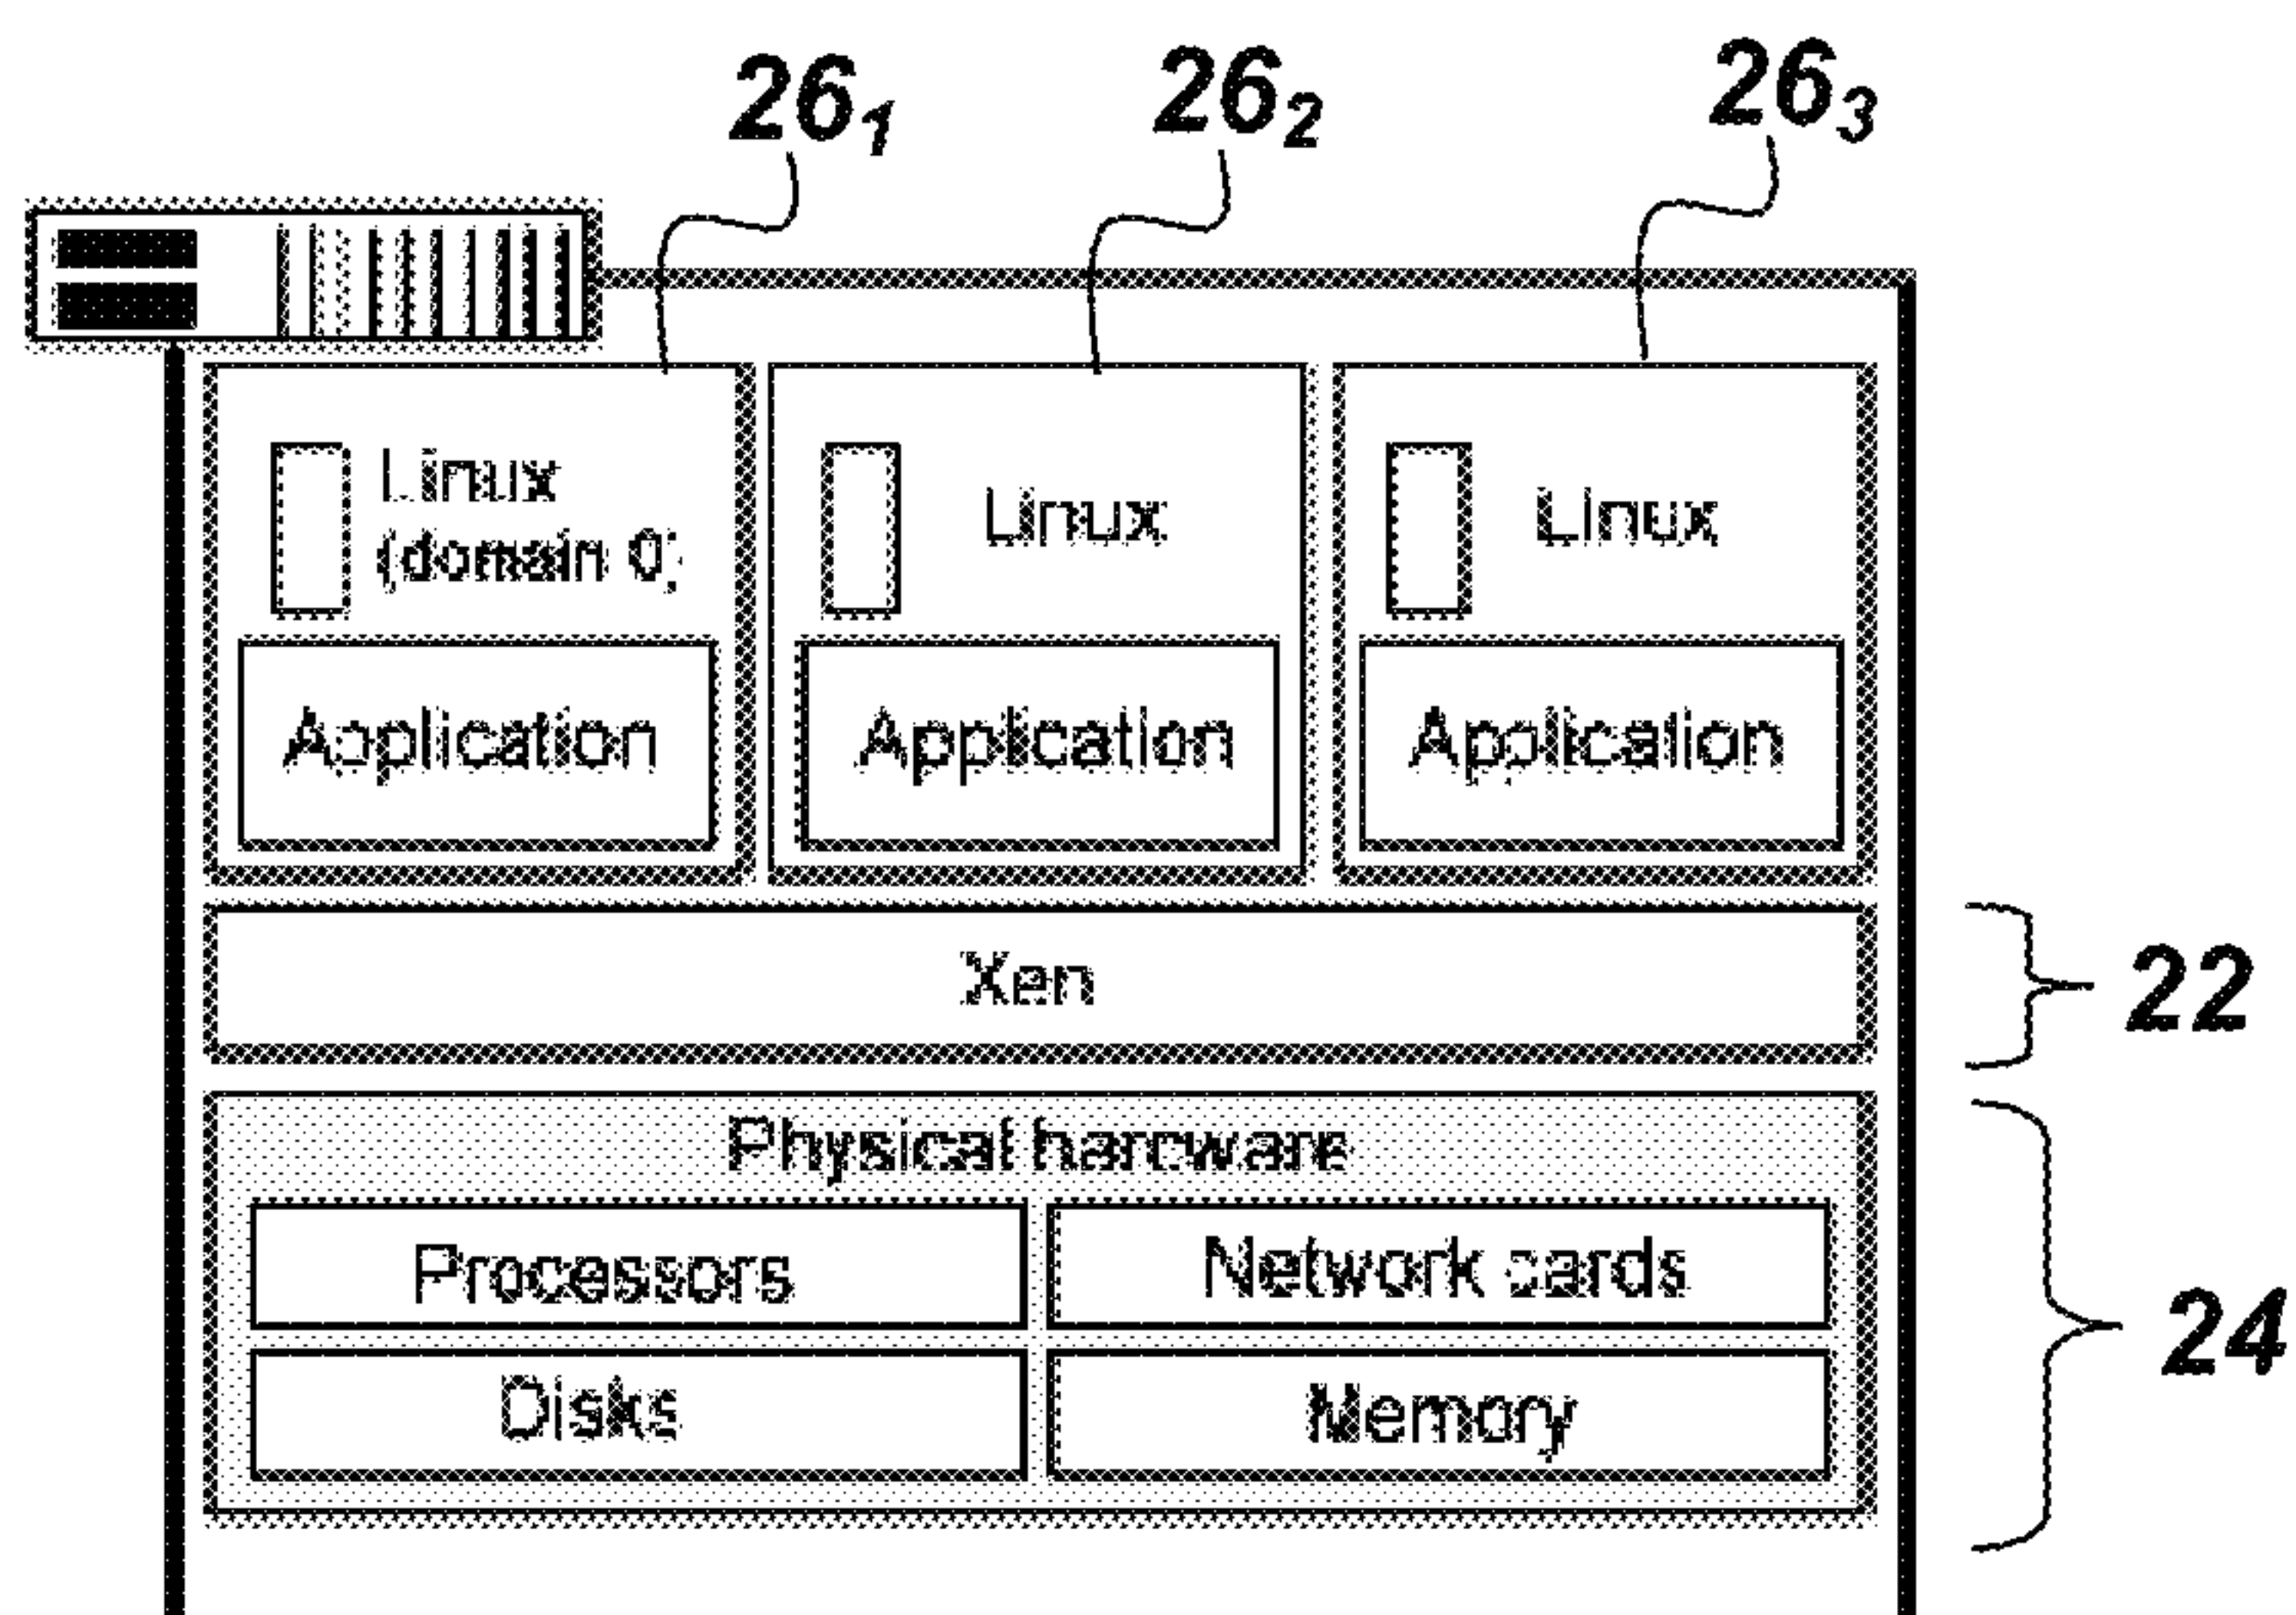 26₁ 26₂ 26₃
Linux Linux Linux
(domain 0)
Application Application Application
Xen
22
Physical hardware
Processors Network cards
24
Disks Memory